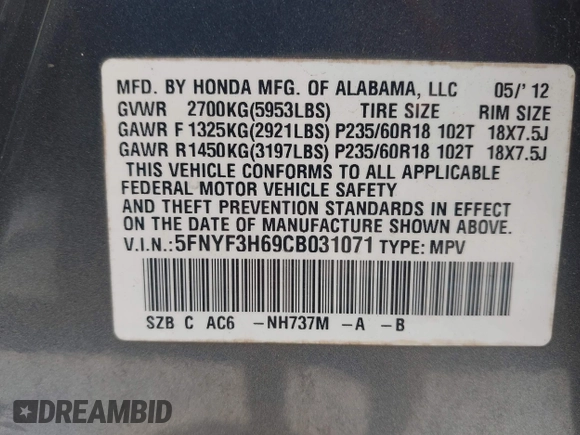 MFD. BY HONDA MFG. OF ALABAMA, LLC 05/' 12
GVWR 2700KG(5953LBS) TIRE SIZE RIM SIZE
GAWR F 1325KG(2921LBS) P235/60R18 102T 18X7.5J
GAWR R1450KG(3197LBS) P235/60R18 102T 18X7.5J
THIS VEHICLE CONFORMS TO ALL APPLICABLE
FEDERAL MOTOR VEHICLE SAFETY
AND THEFT PREVENTION STANDARDS IN EFFECT
ON THE DATE OF MANUFACTURE SHOWN ABOVE.
V.I.N.:5FNYF3H69CB031071 TYPE: MPV
SZB C AC6 -NH737M -A -B
DREAMBID